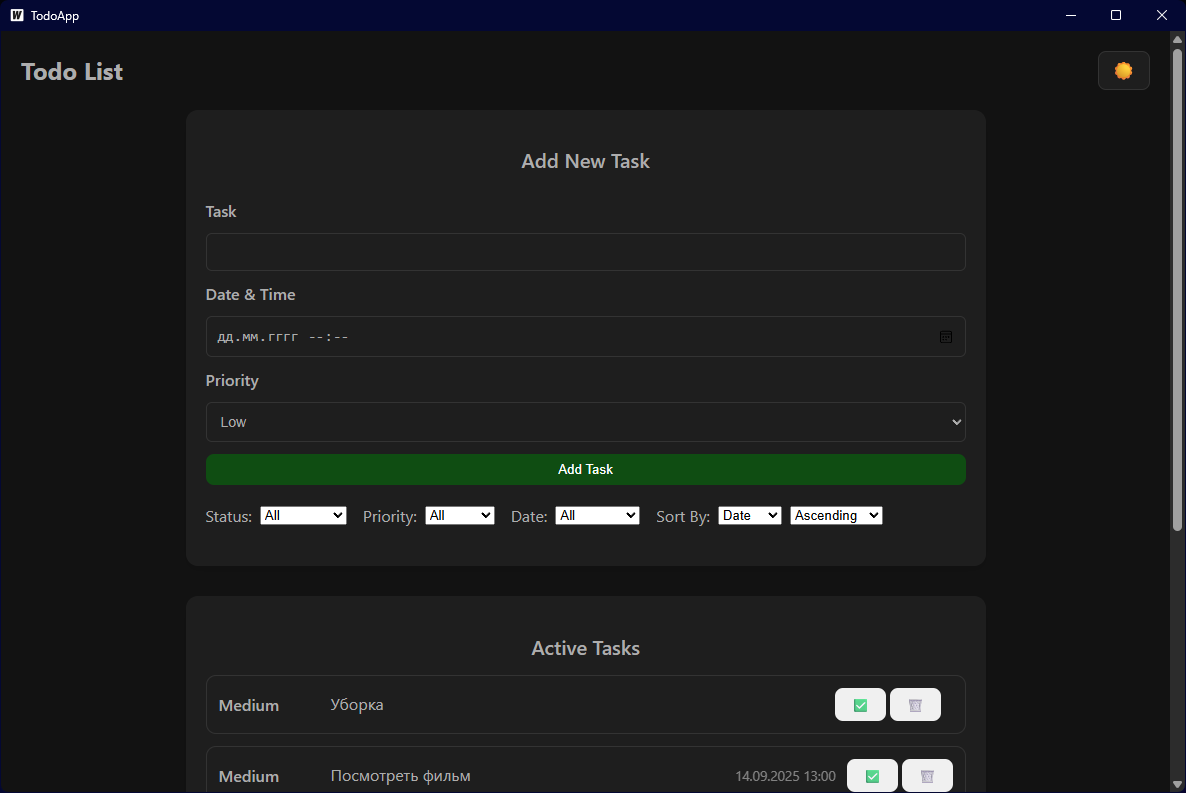 W TodoApp
Todo List
Add New Task
Task
Date & Time
дд.мм.гггг --:--
Priority
Low
Add Task
Status: All Priority: All Date: All Sort By: Date Ascending
Active Tasks
Medium Уборка
Medium Посмотреть фильм 14.09.2025 13:00